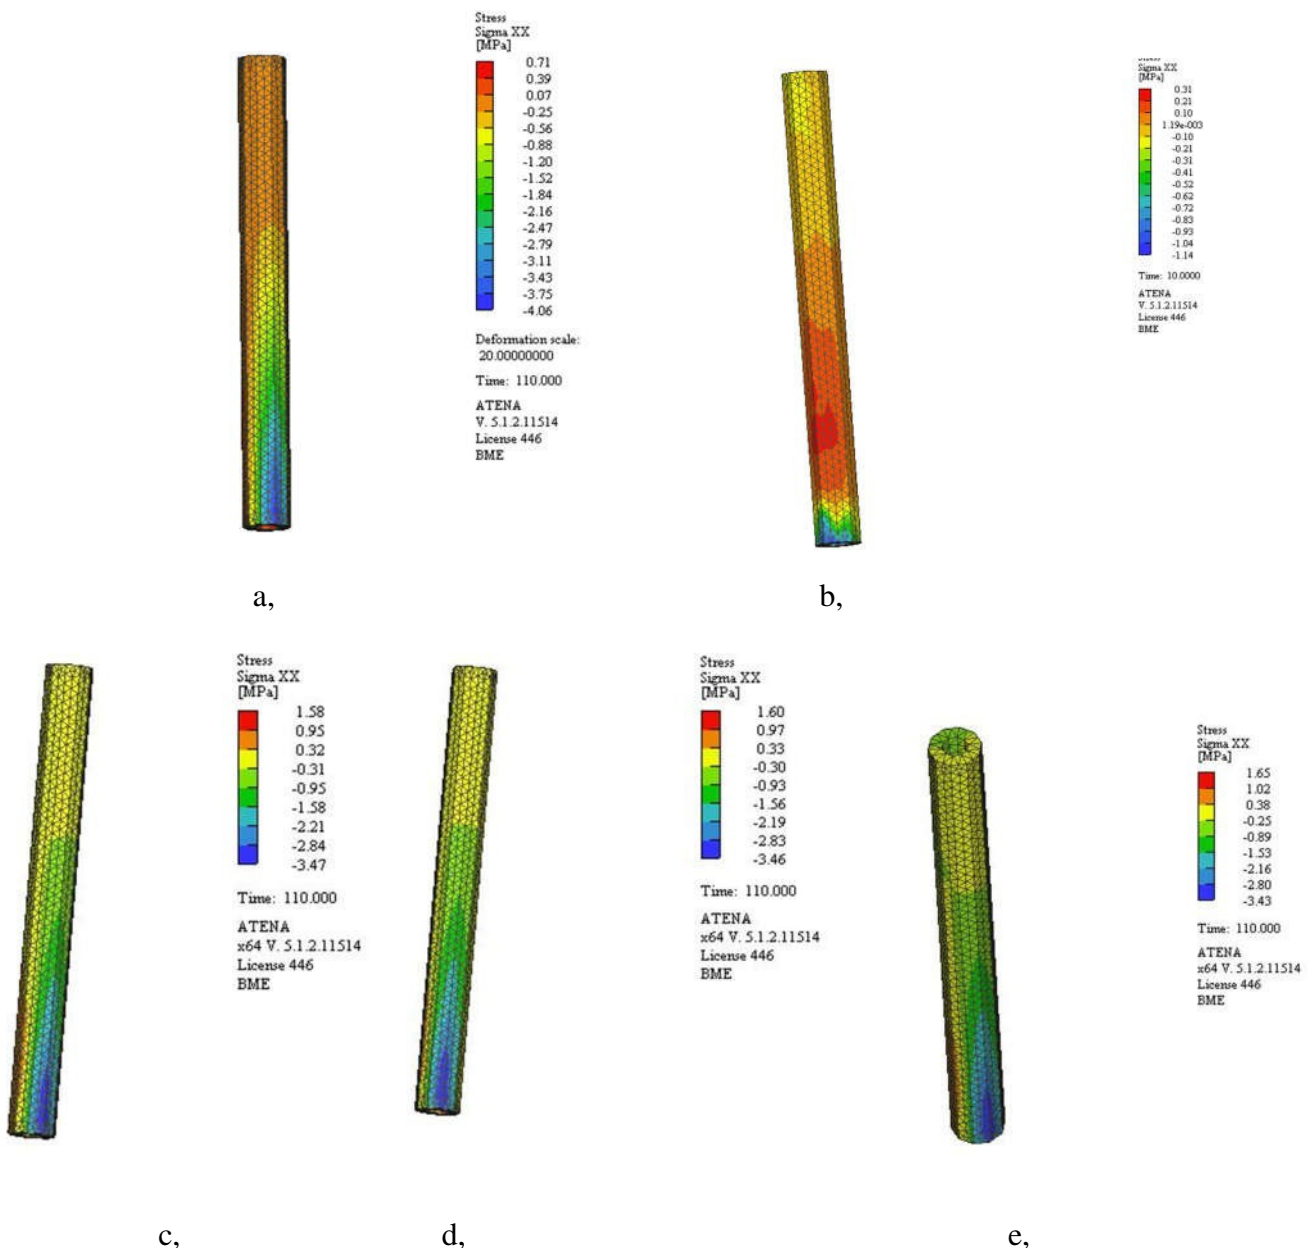 Stress
Sigma XX
[MPa]
0.71
0.39
0.07
-0.25
-0.56
-0.88
-1.20
-1.52
-1.84
-2.16
-2.47
-2.79
-3.11
-3.43
-3.75
-4.06
Deformation scale:
20.00000000
Time: 110.000
ATENA
V. 5.1.2.11514
License 446
BME
a,
Sigma XX
[MPa]
0.31
0.21
0.10
1.19e-003
-0.10
-0.21
-0.31
-0.41
-0.52
-0.62
-0.72
-0.83
-0.93
-1.04
-1.14
Time: 10.0000
ATENA
V. 5.1.2.11514
License 446
BME
b,
Stress
Sigma XX
[MPa]
1.58
0.95
0.32
-0.31
-0.95
-1.58
-2.21
-2.84
-3.47
Time: 110.000
ATENA
x64 V. 5.1.2.11514
License 446
BME
c,
Stress
Sigma XX
[MPa]
1.60
0.97
0.33
-0.30
-0.93
-1.56
-2.19
-2.83
-3.46
Time: 110.000
ATENA
x64 V. 5.1.2.11514
License 446
BME
d,
Stress
Sigma XX
[MPa]
1.65
1.02
0.38
-0.25
-0.89
-1.53
-2.16
-2.80
-3.43
Time: 110.000
ATENA
x64 V. 5.1.2.11514
License 446
BME
e,